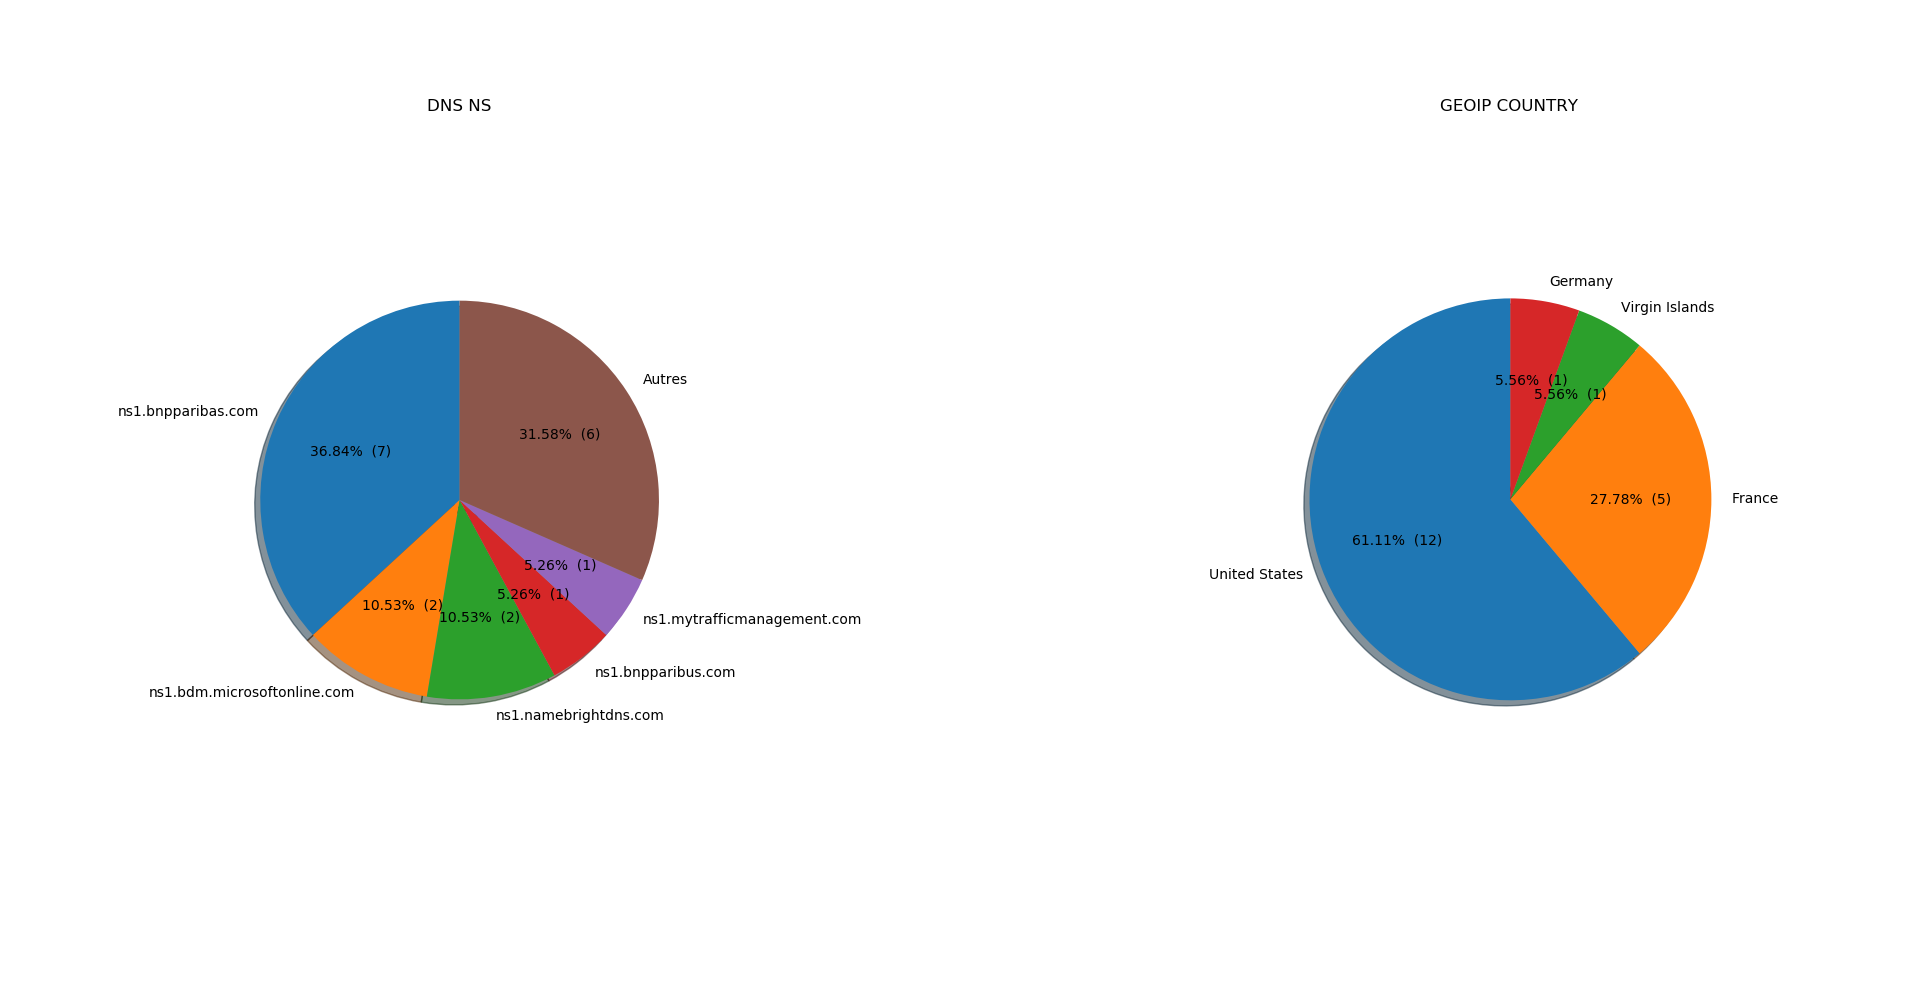 DNS NS
ns1.bnpparibas.com
36.84%  (7)
ns1.bdm.microsoftonline.com
10.53%  (2)
ns1.namebrightdns.com
10.53%  (2)
ns1.bnpparibus.com
5.26%  (1)
ns1.mytrafficmanagement.com
5.26%  (1)
Autres
31.58%  (6)
GEOIP COUNTRY
United States
61.11%  (12)
France
27.78%  (5)
Virgin Islands
5.56%  (1)
Germany
5.56%  (1)